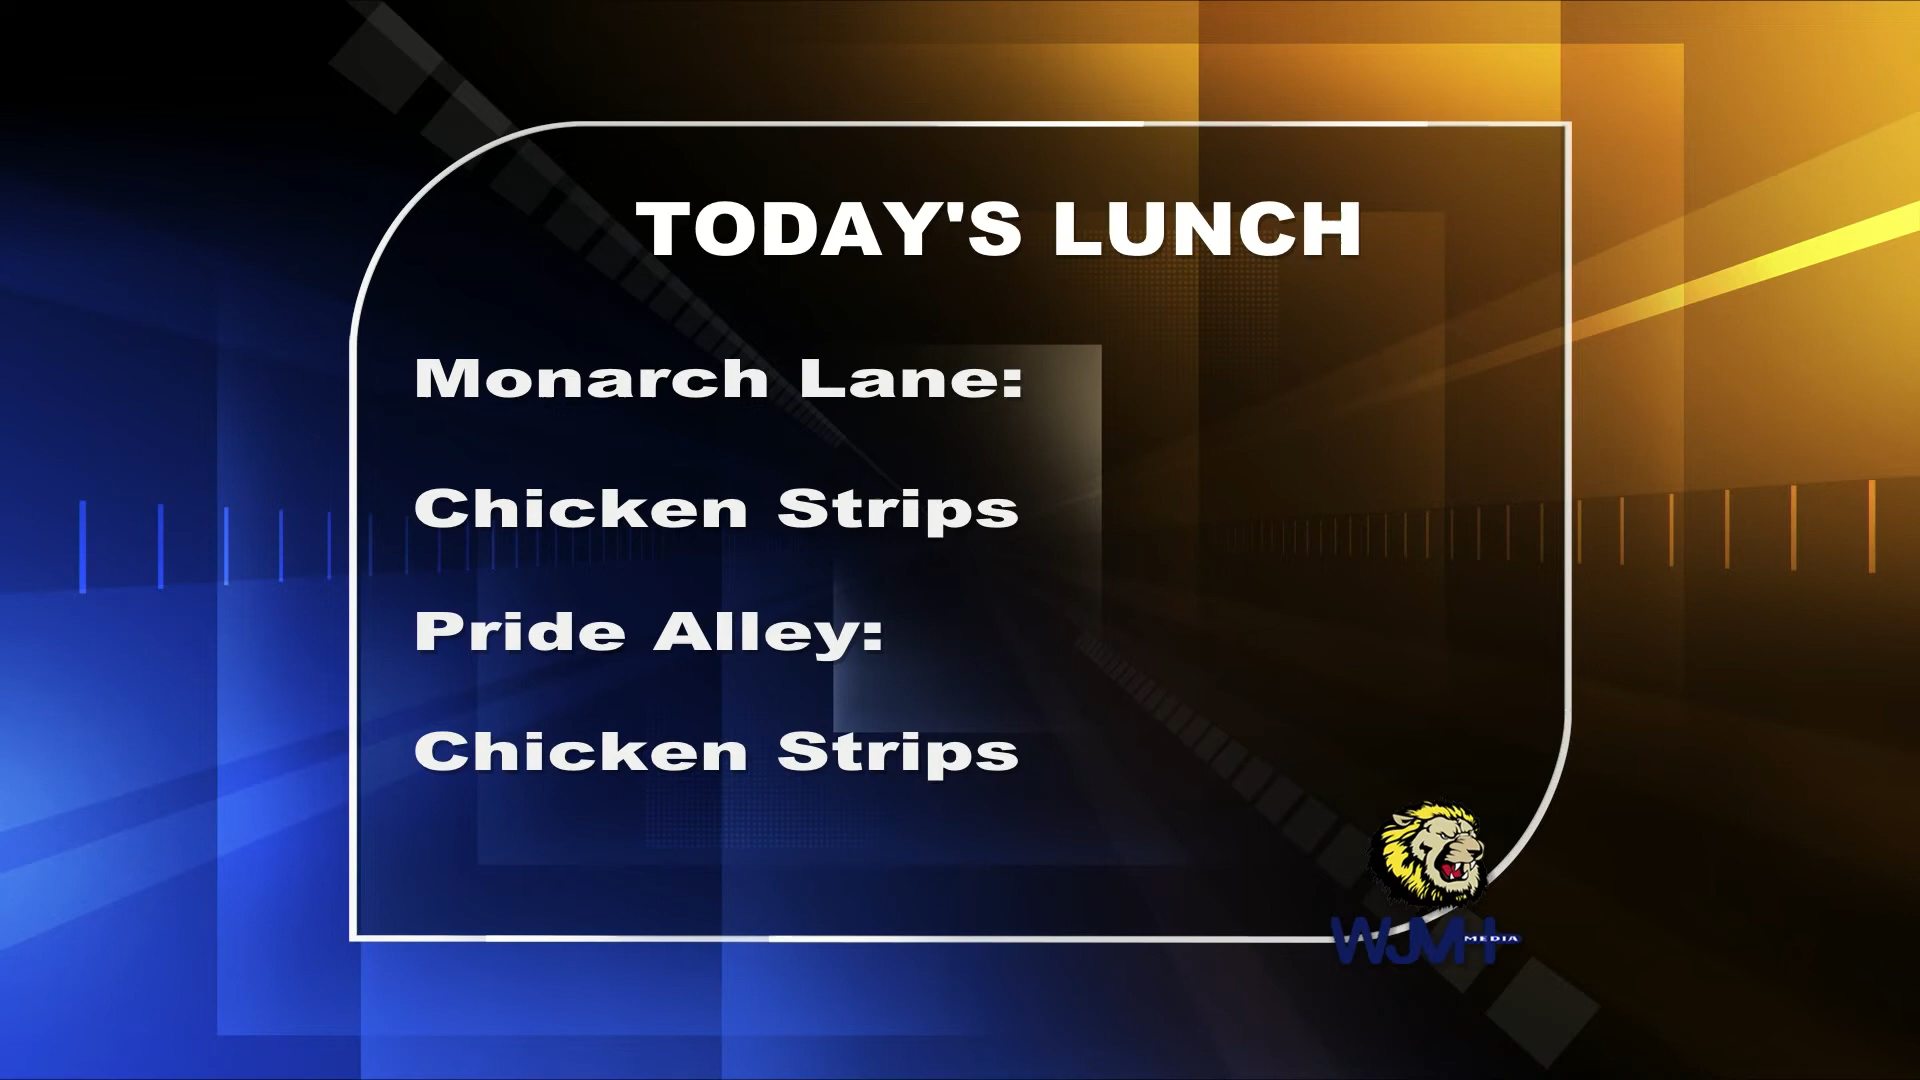 TODAY'S LUNCH
Monarch Lane:
Chicken Strips
Pride Alley:
Chicken Strips
WJMH
MEDIA